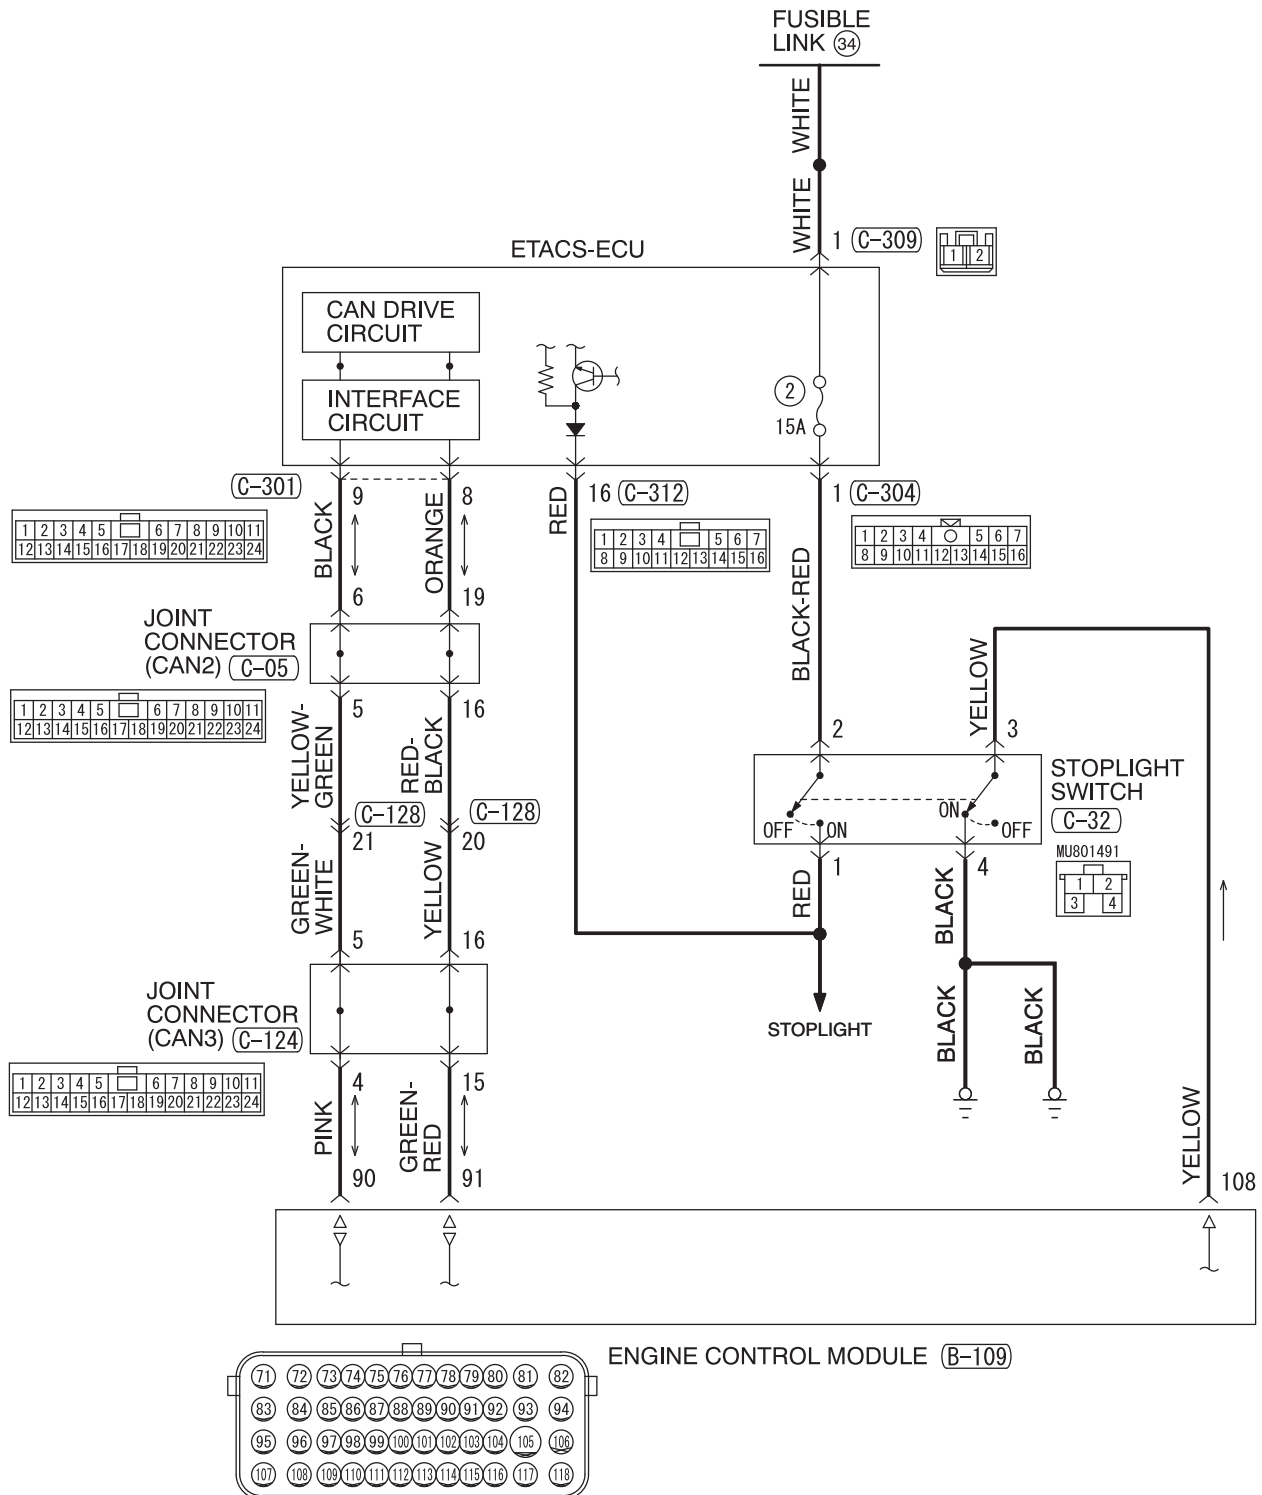 FUSIBLE
LINK 34
WHITE
WHITE
1 C-309
1 2
ETACS-ECU
CAN DRIVE
CIRCUIT
INTERFACE
CIRCUIT
2
15A
C-301
9
8
16 C-312
1 C-304
BLACK
ORANGE
RED
BLACK-RED
1 2 3 4 5 6 7 8 9 10 11
12 13 14 15 16 17 18 19 20 21 22 23 24
1 2 3 4 5 6 7
8 9 10 11 12 13 14 15 16
1 2 3 4 5 6 7
8 9 10 11 12 13 14 15 16
6
19
JOINT
CONNECTOR
(CAN2) C-05
1 2 3 4 5 6 7 8 9 10 11
12 13 14 15 16 17 18 19 20 21 22 23 24
5
16
YELLOW-
GREEN
RED-
BLACK
YELLOW
2
3
STOPLIGHT
SWITCH
C-32
MU801491
1 2
3 4
OFF
ON
ON
OFF
C-128
C-128
21
20
1
4
GREEN-
WHITE
YELLOW
RED
BLACK
5
16
JOINT
CONNECTOR
(CAN3) C-124
STOPLIGHT
BLACK
BLACK
1 2 3 4 5 6 7 8 9 10 11
12 13 14 15 16 17 18 19 20 21 22 23 24
4
15
PINK
GREEN-
RED
YELLOW
90
91
108
ENGINE CONTROL MODULE B-109
71 72 73 74 75 76 77 78 79 80 81 82
83 84 85 86 87 88 89 90 91 92 93 94
95 96 97 98 99 100 101 102 103 104 105 106
107 108 109 110 111 112 113 114 115 116 117 118